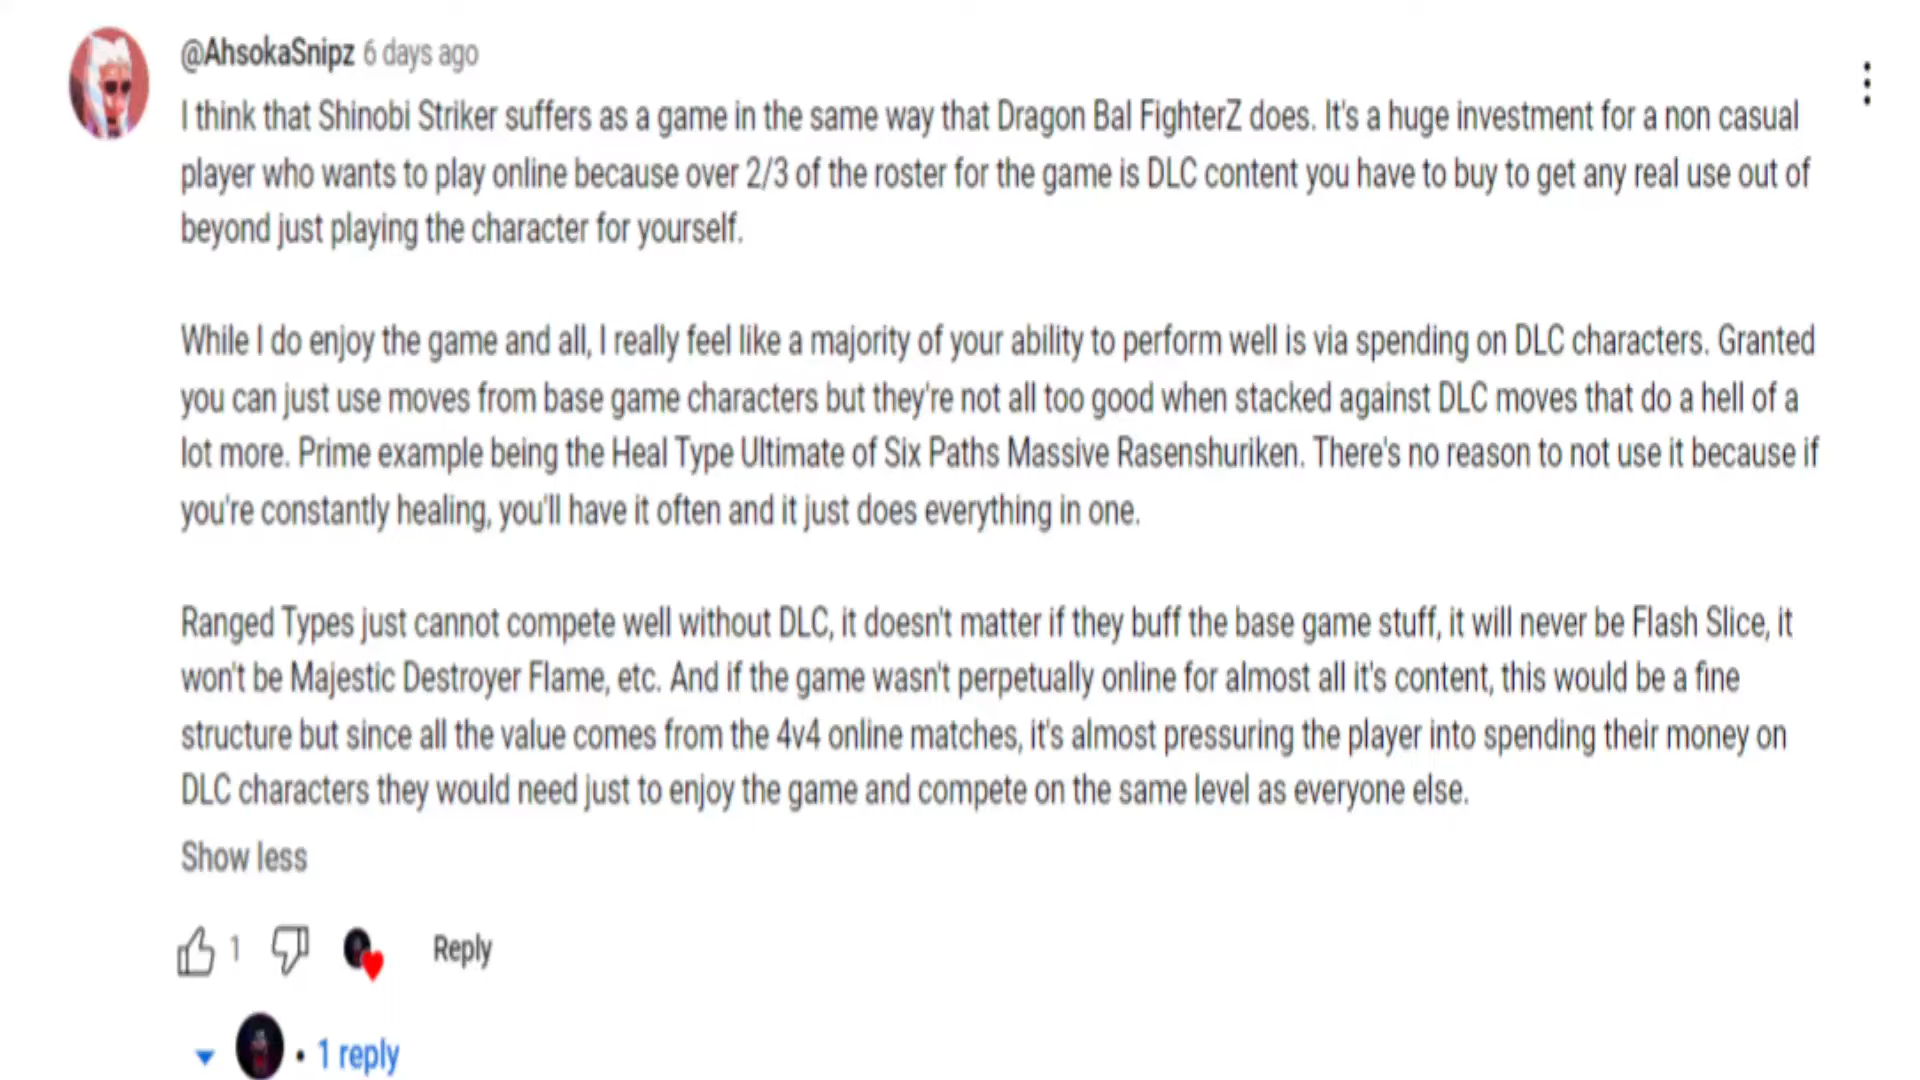 @AhsokaSnipz 6 days ago
I think that Shinobi Striker suffers as a game in the same way that Dragon Bal FighterZ does. It's a huge investment for a non casual
player who wants to play online because over 2/3 of the roster for the game is DLC content you have to buy to get any real use out of
beyond just playing the character for yourself.
While I do enjoy the game and all, I really feel like a majority of your ability to perform well is via spending on DLC characters. Granted
you can just use moves from base game characters but they're not all too good when stacked against DLC moves that do a hell of a
lot more. Prime example being the Heal Type Ultimate of Six Paths Massive Rasenshuriken. There's no reason to not use it because if
you're constantly healing, you'll have it often and it just does everything in one.
Ranged Types just cannot compete well without DLC, it doesn't matter if they buff the base game stuff, it will never be Flash Slice, it
won't be Majestic Destroyer Flame, etc. And if the game wasn't perpetually online for almost all it's content, this would be a fine
structure but since all the value comes from the 4v4 online matches, it's almost pressuring the player into spending their money on
DLC characters they would need just to enjoy the game and compete on the same level as everyone else.
Show less
1 Reply
• 1 reply